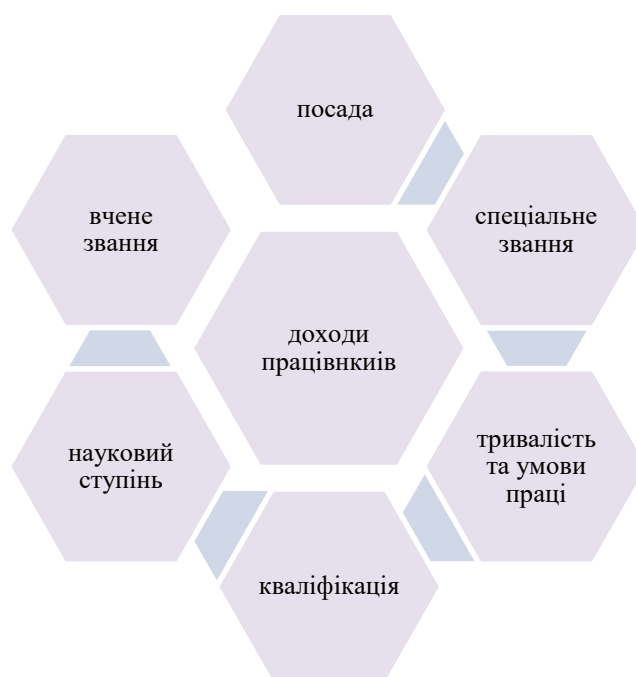 посада
вчене
звання
спеціальне
звання
доходи
працівнкиів
науковий
ступінь
тривалість
та умови
праці
кваліфікація